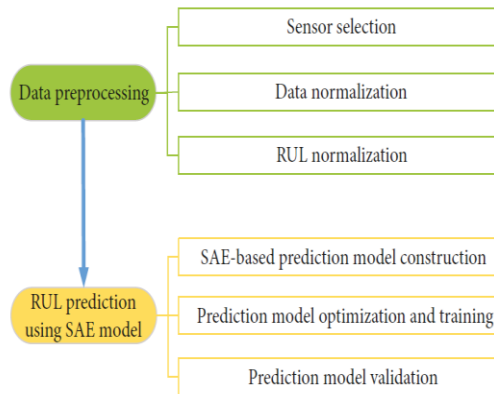 Sensor selection
Data preprocessing
Data normalization
RUL normalization
SAE-based prediction model construction
RUL prediction
using SAE model
Prediction model optimization and training
Prediction model validation